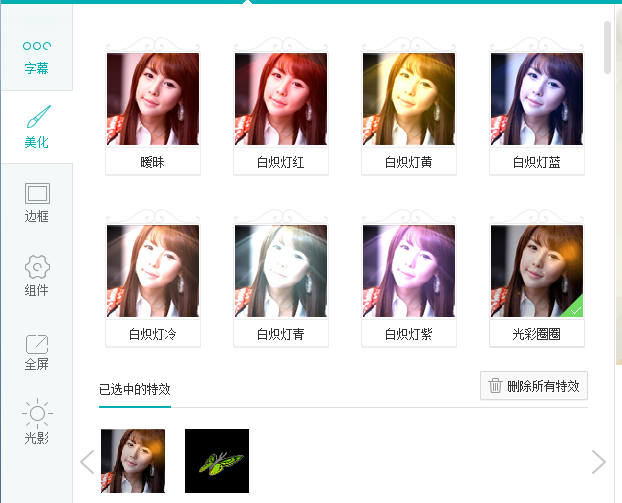 字幕
美化
边框
组件
全屏
光影
暧昧
白炽灯红
白炽灯黄
白炽灯蓝
白炽灯冷
白炽灯青
白炽灯紫
光彩圈圈
已选中的特效
删除所有特效